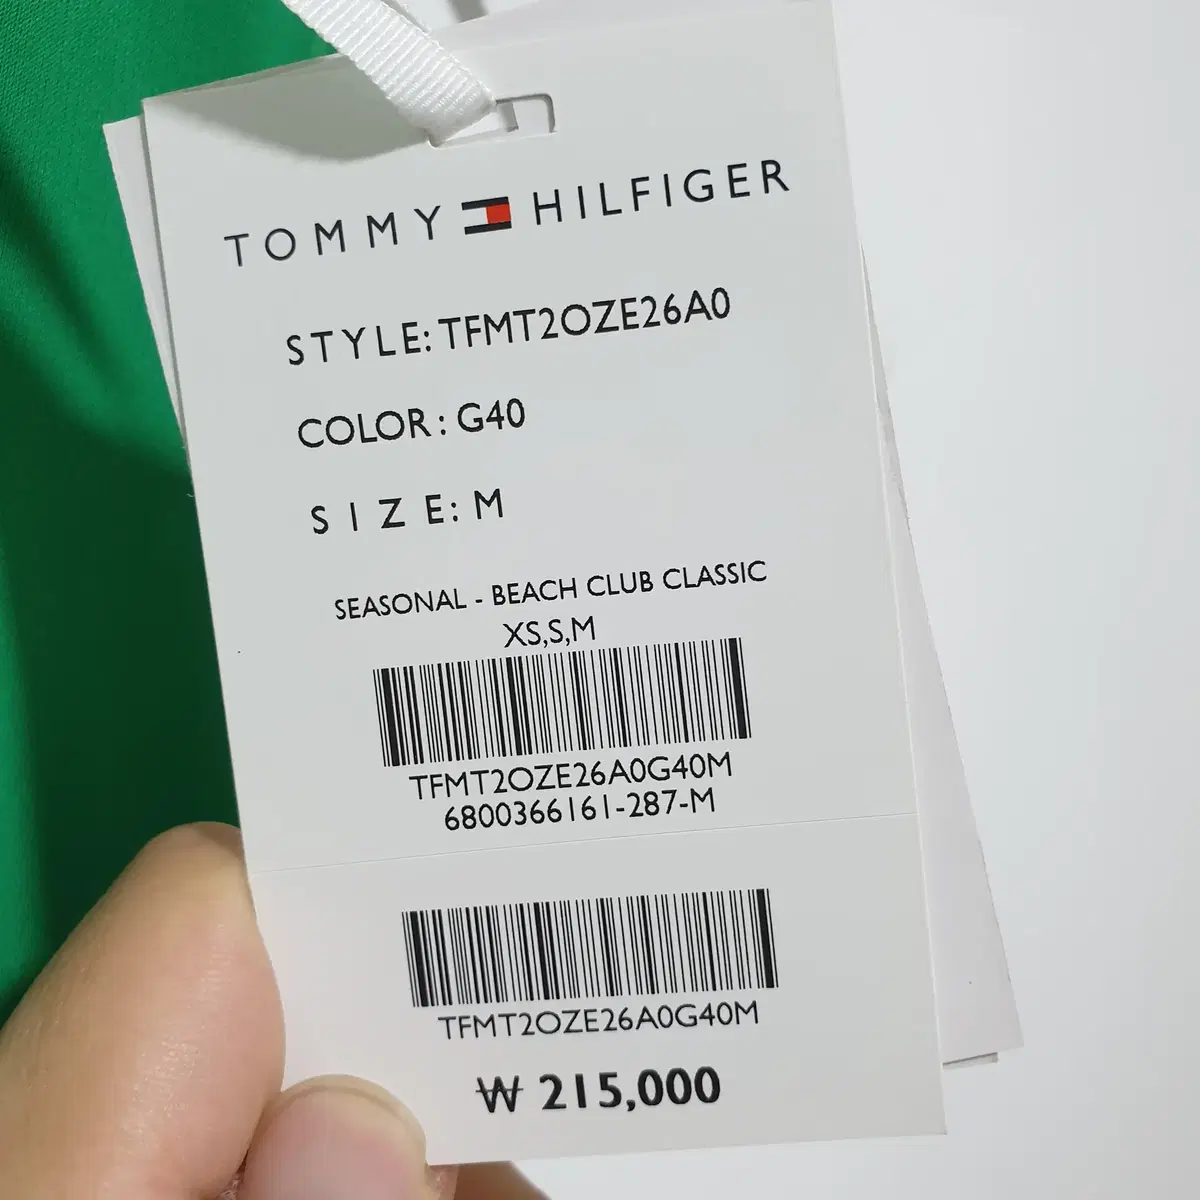 TOMMY HILFIGER
STYLE: TFMT2OZE26A0
COLOR: G40
SIZE: M
SEASONAL - BEACH CLUB CLASSIC
XS,S,M
TFMT2OZE26A0G40M
6800366161-287-M
TFMT2OZE26A0G40M
₩ 215,000